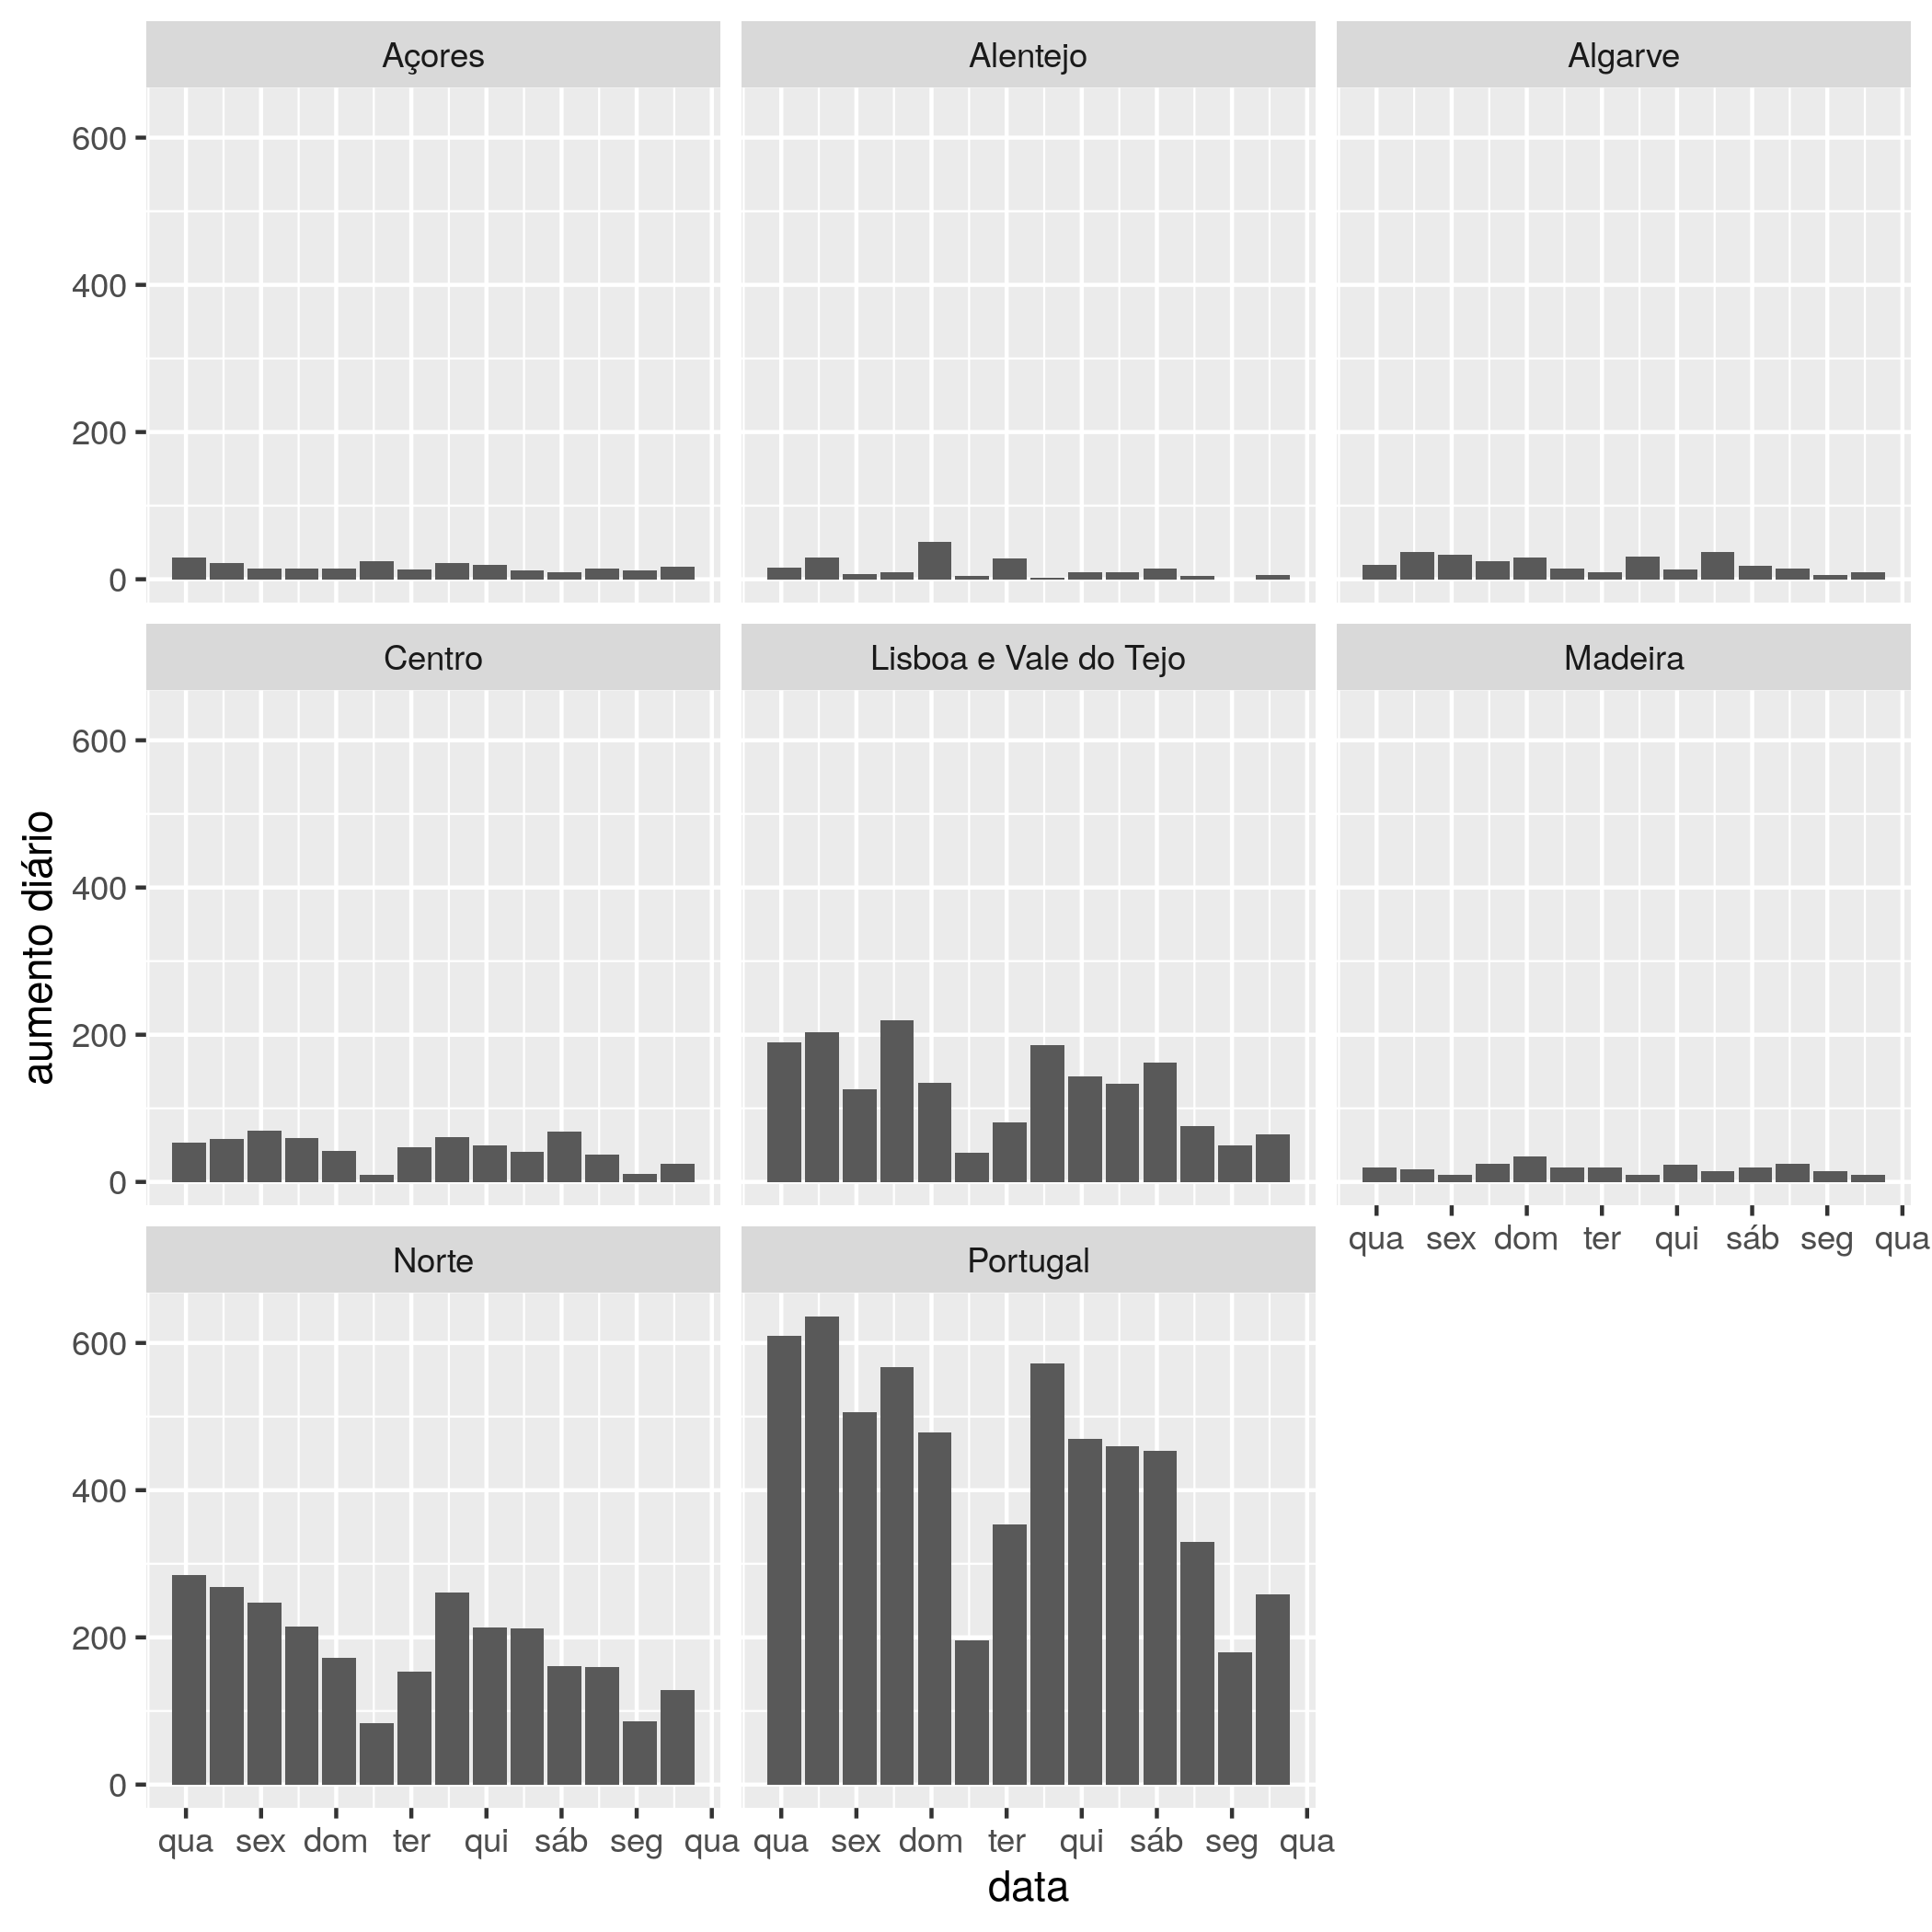 Açores Alentejo Algarve
600
400
200
0
Centro Lisboa e Vale do Tejo Madeira
600
400
200
0
qua sex dom ter qui sáb seg qua
Norte Portugal
600
400
200
0
qua sex dom ter qui sáb seg qua qua sex dom ter qui sáb seg qua
data
aumento diário